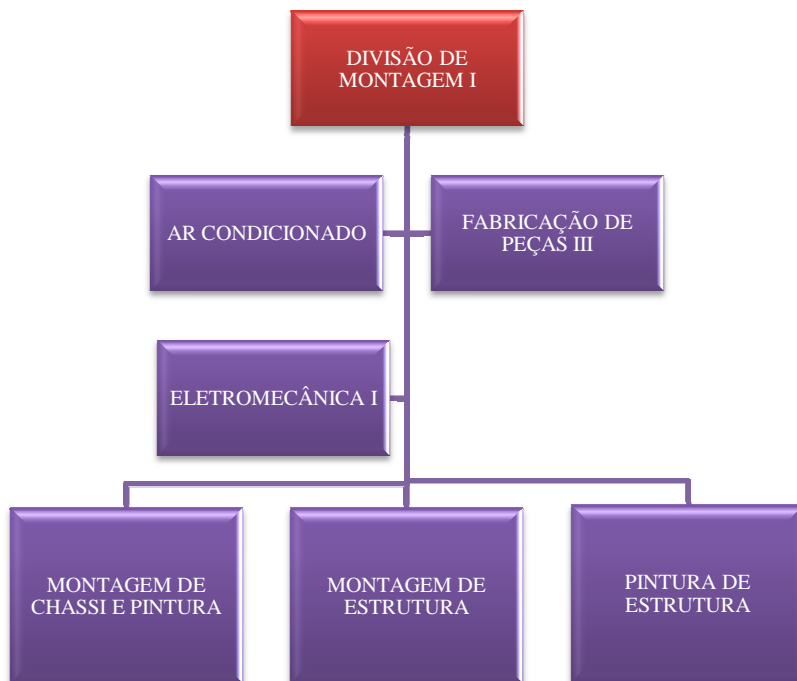 DIVISÃO DE
MONTAGEM I
AR CONDICIONADO
FABRICAÇÃO DE
PEÇAS III
ELETROMECÂNICA I
MONTAGEM DE
CHASSI E PINTURA
MONTAGEM DE
ESTRUTURA
PINTURA DE
ESTRUTURA